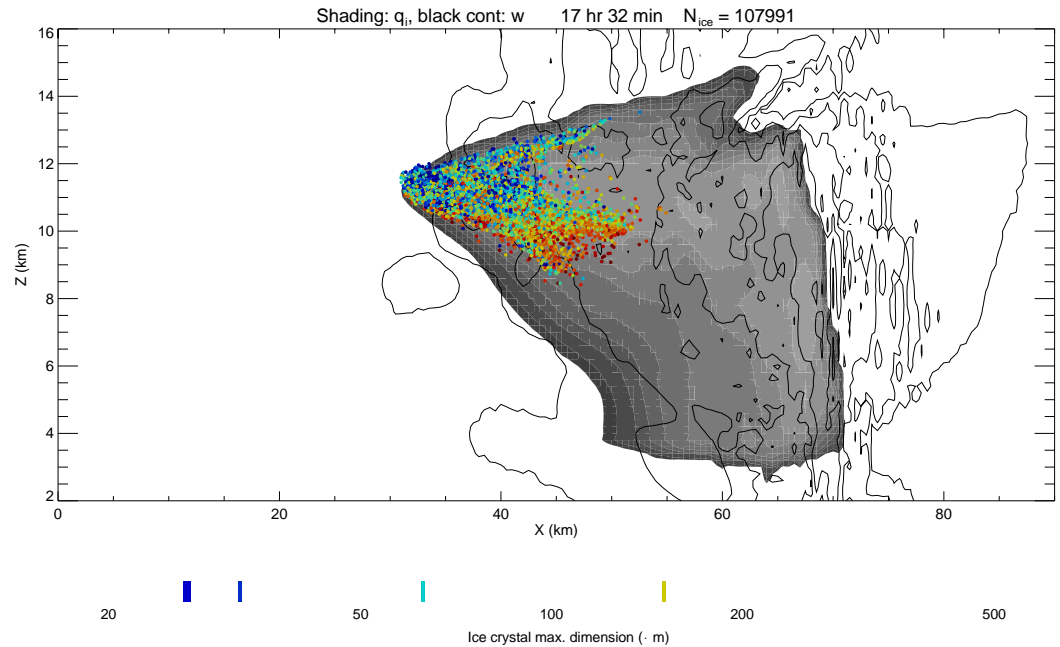 Shading: qi, black cont: w 17 hr 32 min Nice = 107991
16
14
12
10
8
6
4
2
Z (km)
0 20 40 60 80
X (km)
20 50 100 200 500
Ice crystal max. dimension (· m)